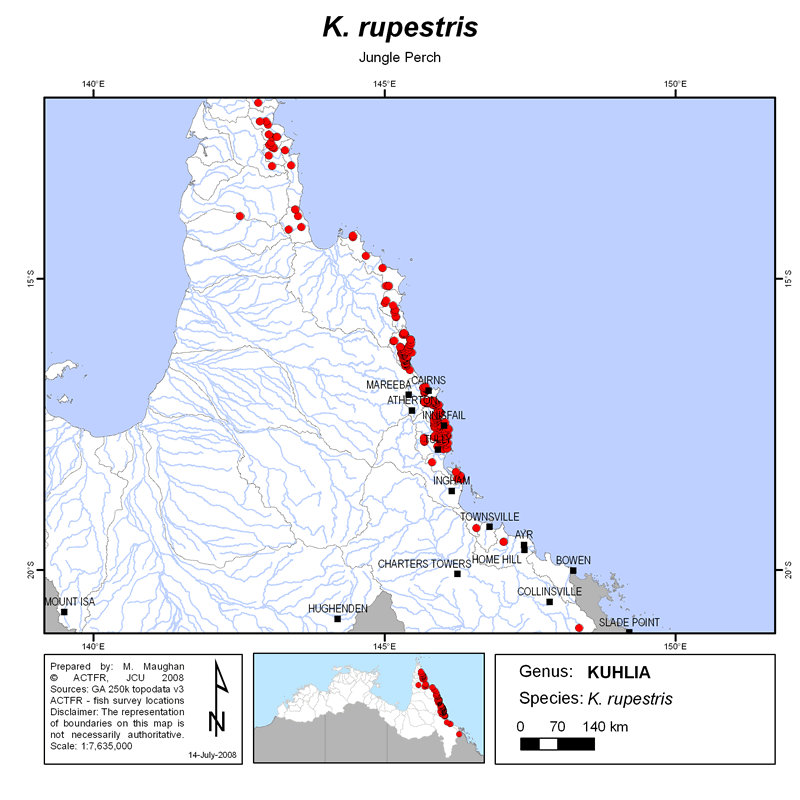 K. rupestris
Jungle Perch
140°E 145°E 150°E
15°S 15°S
CAIRNS
MAREEBA
ATHERTON
INNISFAIL
TULLY
INGHAM
TOWNSVILLE
AYR
HOME HILL
BOWEN
CHARTERS TOWERS
20°S 20°S
COLLINSVILLE
MOUNT ISA
HUGHENDEN
SLADE POINT
140°E 145°E 150°E
Prepared by: M. Maughan
© ACTFR, JCU 2008
Sources: GA 250k topodata v3
ACTFR - fish survey locations
Disclaimer: The representation
of boundaries on this map is
not necessarily authoritative.
Scale: 1:7,635,000
14-July-2008
N
Genus: KUHLIA
Species: K. rupestris
0 70 140 km